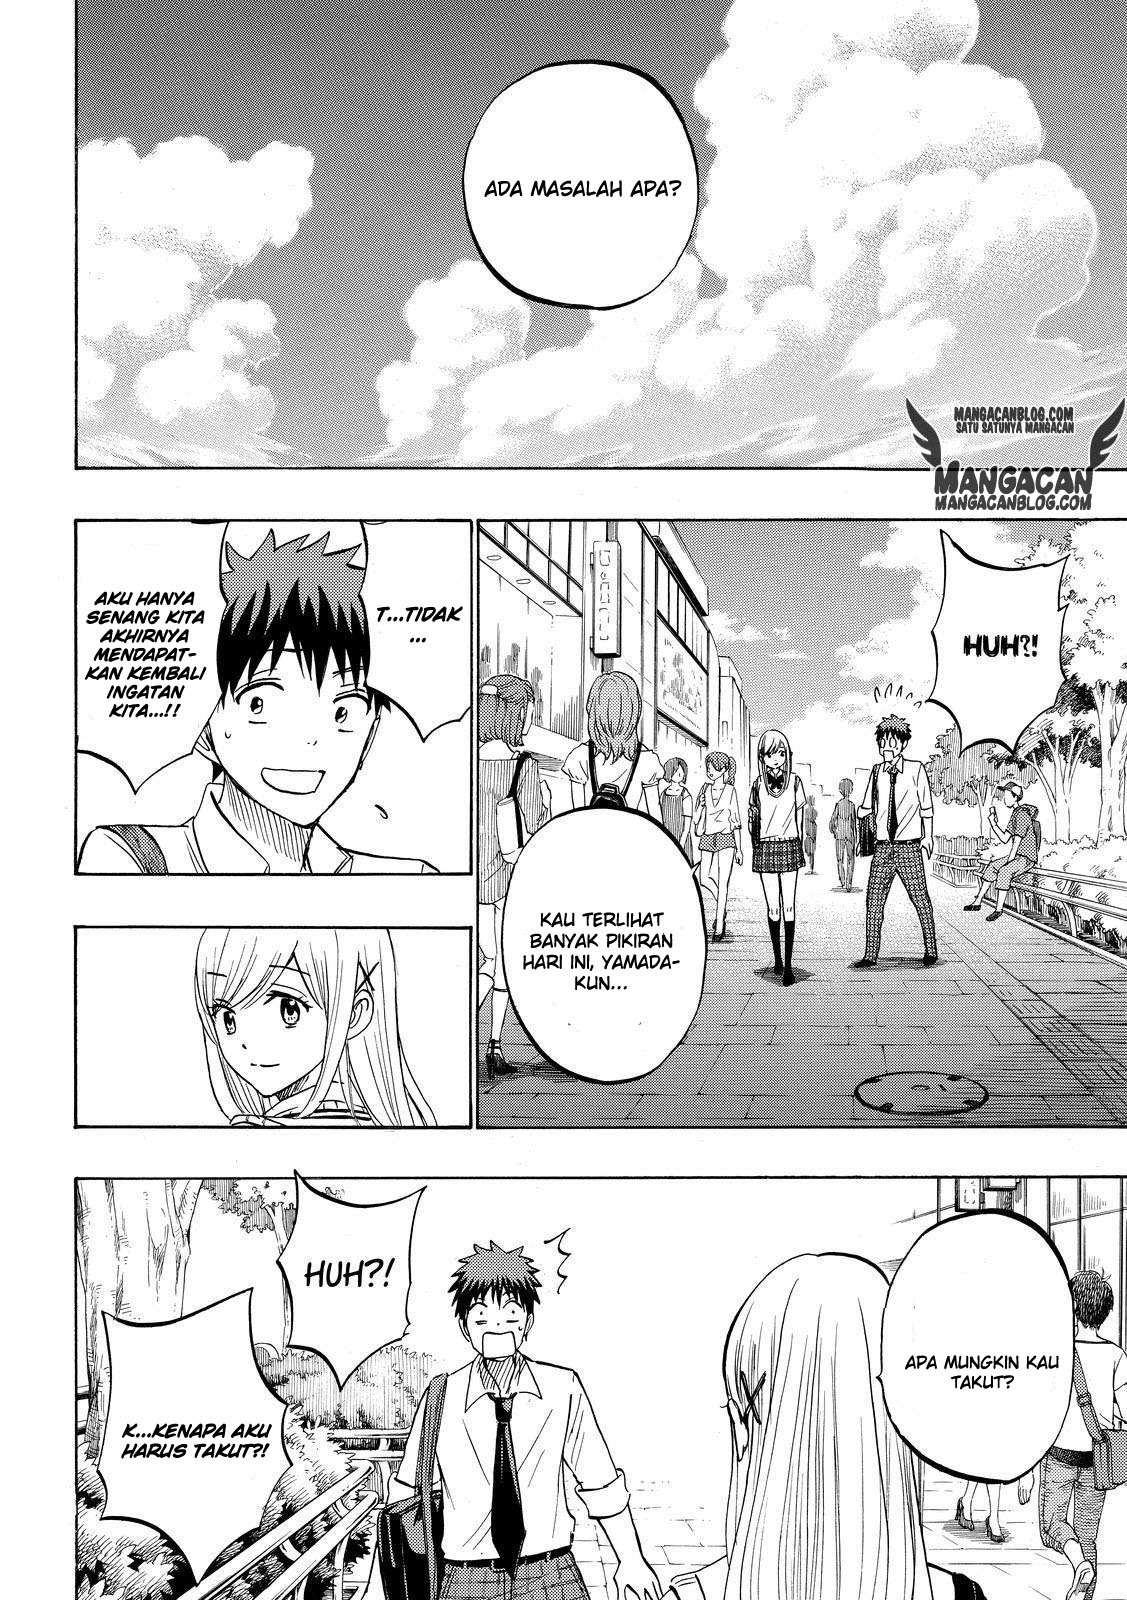 ADA MASALAH APA?
MANGACANBLOG.COM
SATU SATUNYA MANGACAN
MANGACAN
MANGACANBLOG.COM
HUH?!
KAU TERLIHAT
BANYAK PIKIRAN
HARI INI, YAMADA-
KUN...
T...TIDAK
...
AKU HANYA
SENANG KITA
AKHIRNYA
MENDAPAT-
KAN KEMBALI
INGATAN
KITA...!!
APA MUNGKIN KAU
TAKUT?
HUH?!
K...KENAPA AKU
HARUS TAKUT?!